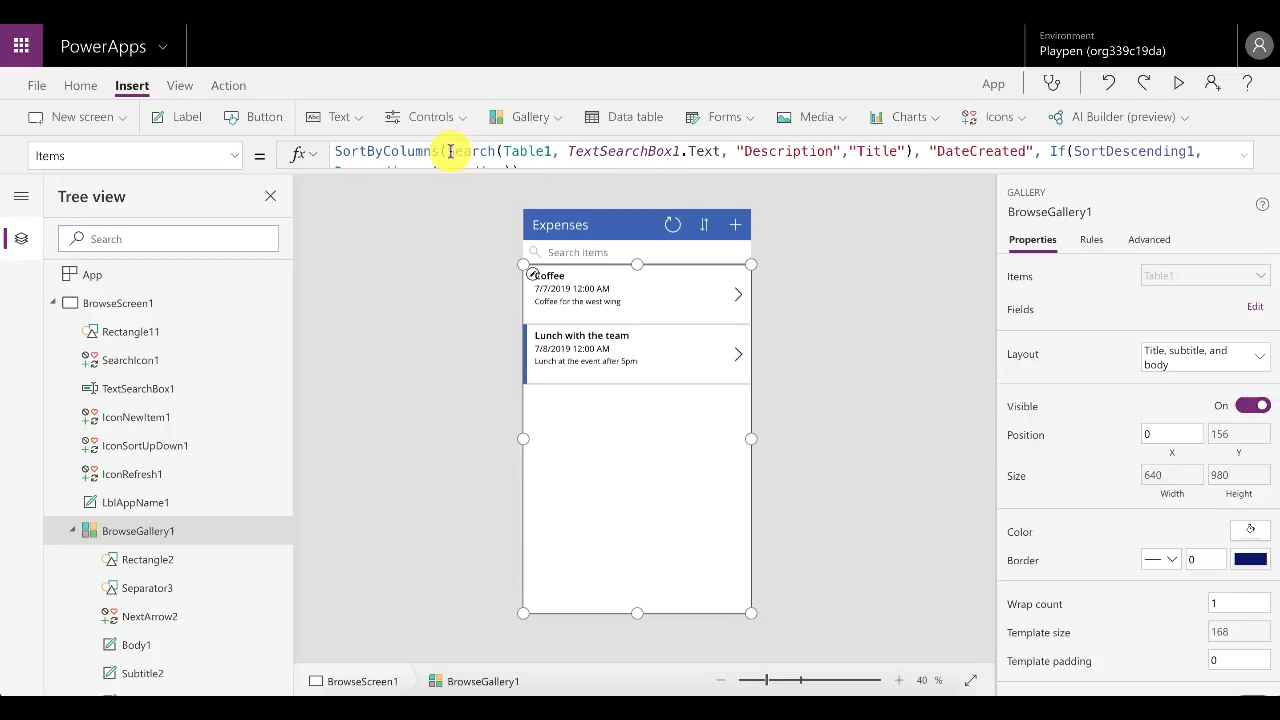 PowerApps
Environment
Playpen (org339c19da)
File Home Insert View Action
App
New screen Label Button Text Controls Gallery Data table Forms Media Charts Icons AI Builder (preview)
Items = fx SortByColumns(Search(Table1, TextSearchBox1.Text, "Description","Title"), "DateCreated", If(SortDescending1,
Tree view
Search
App
BrowseScreen1
Rectangle11
SearchIcon1
TextSearchBox1
IconNewItem1
IconSortUpDown1
IconRefresh1
LblAppName1
BrowseGallery1
Rectangle2
Separator3
NextArrow2
Body1
Subtitle2
Expenses
Search items
Coffee
7/7/2019 12:00 AM
Coffee for the west wing
Lunch with the team
7/8/2019 12:00 AM
Lunch at the event after 5pm
BrowseScreen1 BrowseGallery1
40 %
GALLERY
BrowseGallery1
Properties Rules Advanced
Items Table1
Fields Edit
Layout Title, subtitle, and
body
Visible On
Position 0 156
X Y
Size 640 980
Width Height
Color
Border 0
Wrap count 1
Template size 168
Template padding 0